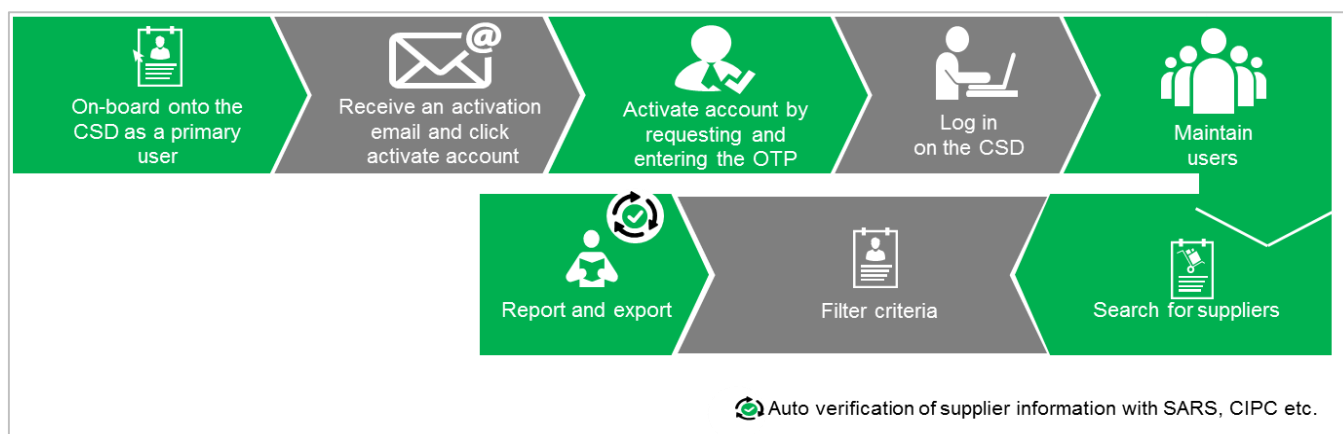 On-board onto the
CSD as a primary
user
Receive an activation
email and click
activate account
Activate account by
requesting and
entering the OTP
Log in
on the CSD
Maintain
users
Search for suppliers
Filter criteria
Report and export
Auto verification of supplier information with SARS, CIPC etc.